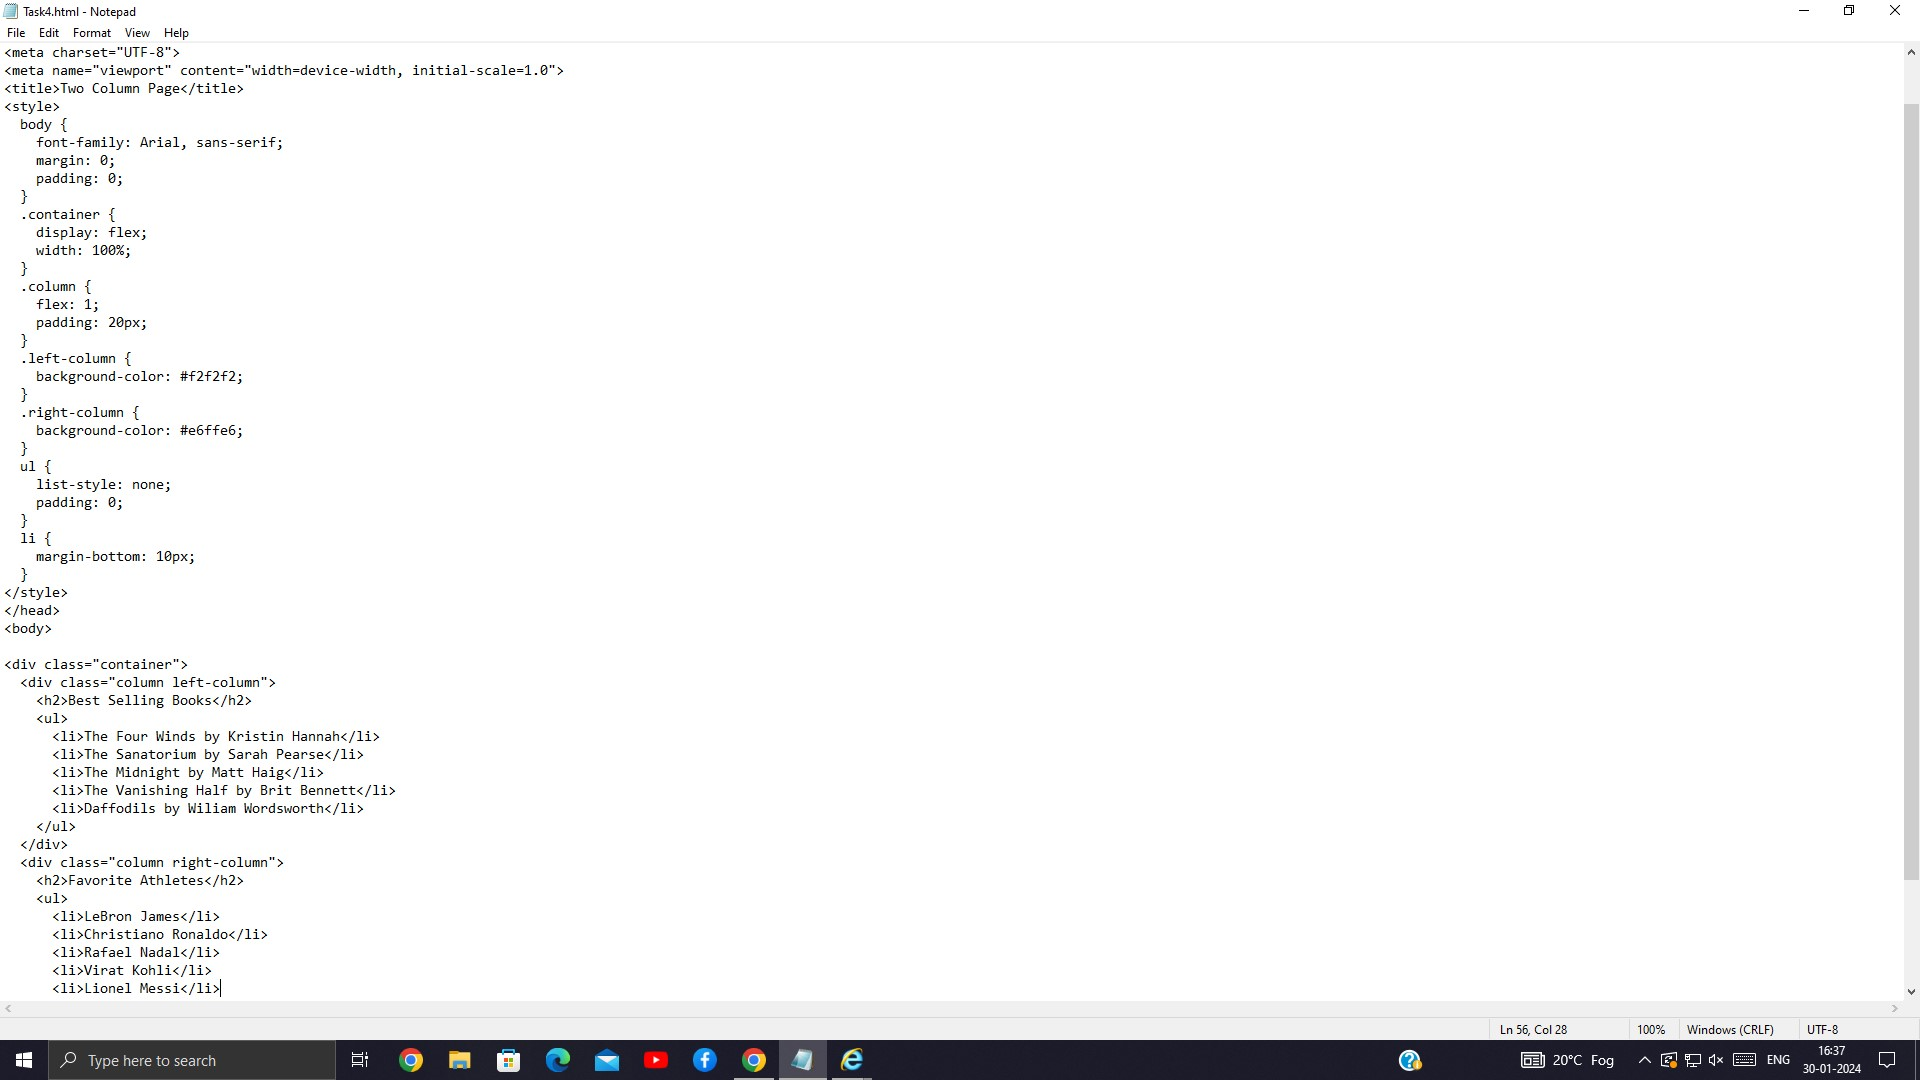 Task4.html - Notepad
File Edit Format View Help
<meta charset="UTF-8">
<meta name="viewport" content="width=device-width, initial-scale=1.0">
<title>Two Column Page</title>
<style>
  body {
    font-family: Arial, sans-serif;
    margin: 0;
    padding: 0;
  }
  .container {
    display: flex;
    width: 100%;
  }
  .column {
    flex: 1;
    padding: 20px;
  }
  .left-column {
    background-color: #f2f2f2;
  }
  .right-column {
    background-color: #e6ffe6;
  }
  ul {
    list-style: none;
    padding: 0;
  }
  li {
    margin-bottom: 10px;
  }
</style>
</head>
<body>

<div class="container">
  <div class="column left-column">
    <h2>Best Selling Books</h2>
    <ul>
      <li>The Four Winds by Kristin Hannah</li>
      <li>The Sanatorium by Sarah Pearse</li>
      <li>The Midnight by Matt Haig</li>
      <li>The Vanishing Half by Brit Bennett</li>
      <li>Daffodils by Wiliam Wordsworth</li>
    </ul>
  </div>
  <div class="column right-column">
    <h2>Favorite Athletes</h2>
    <ul>
      <li>LeBron James</li>
      <li>Christiano Ronaldo</li>
      <li>Rafael Nadal</li>
      <li>Virat Kohli</li>
      <li>Lionel Messi</li>
Ln 56, Col 28 100% Windows (CRLF) UTF-8
Type here to search 20°C Fog ENG 16:37
30-01-2024